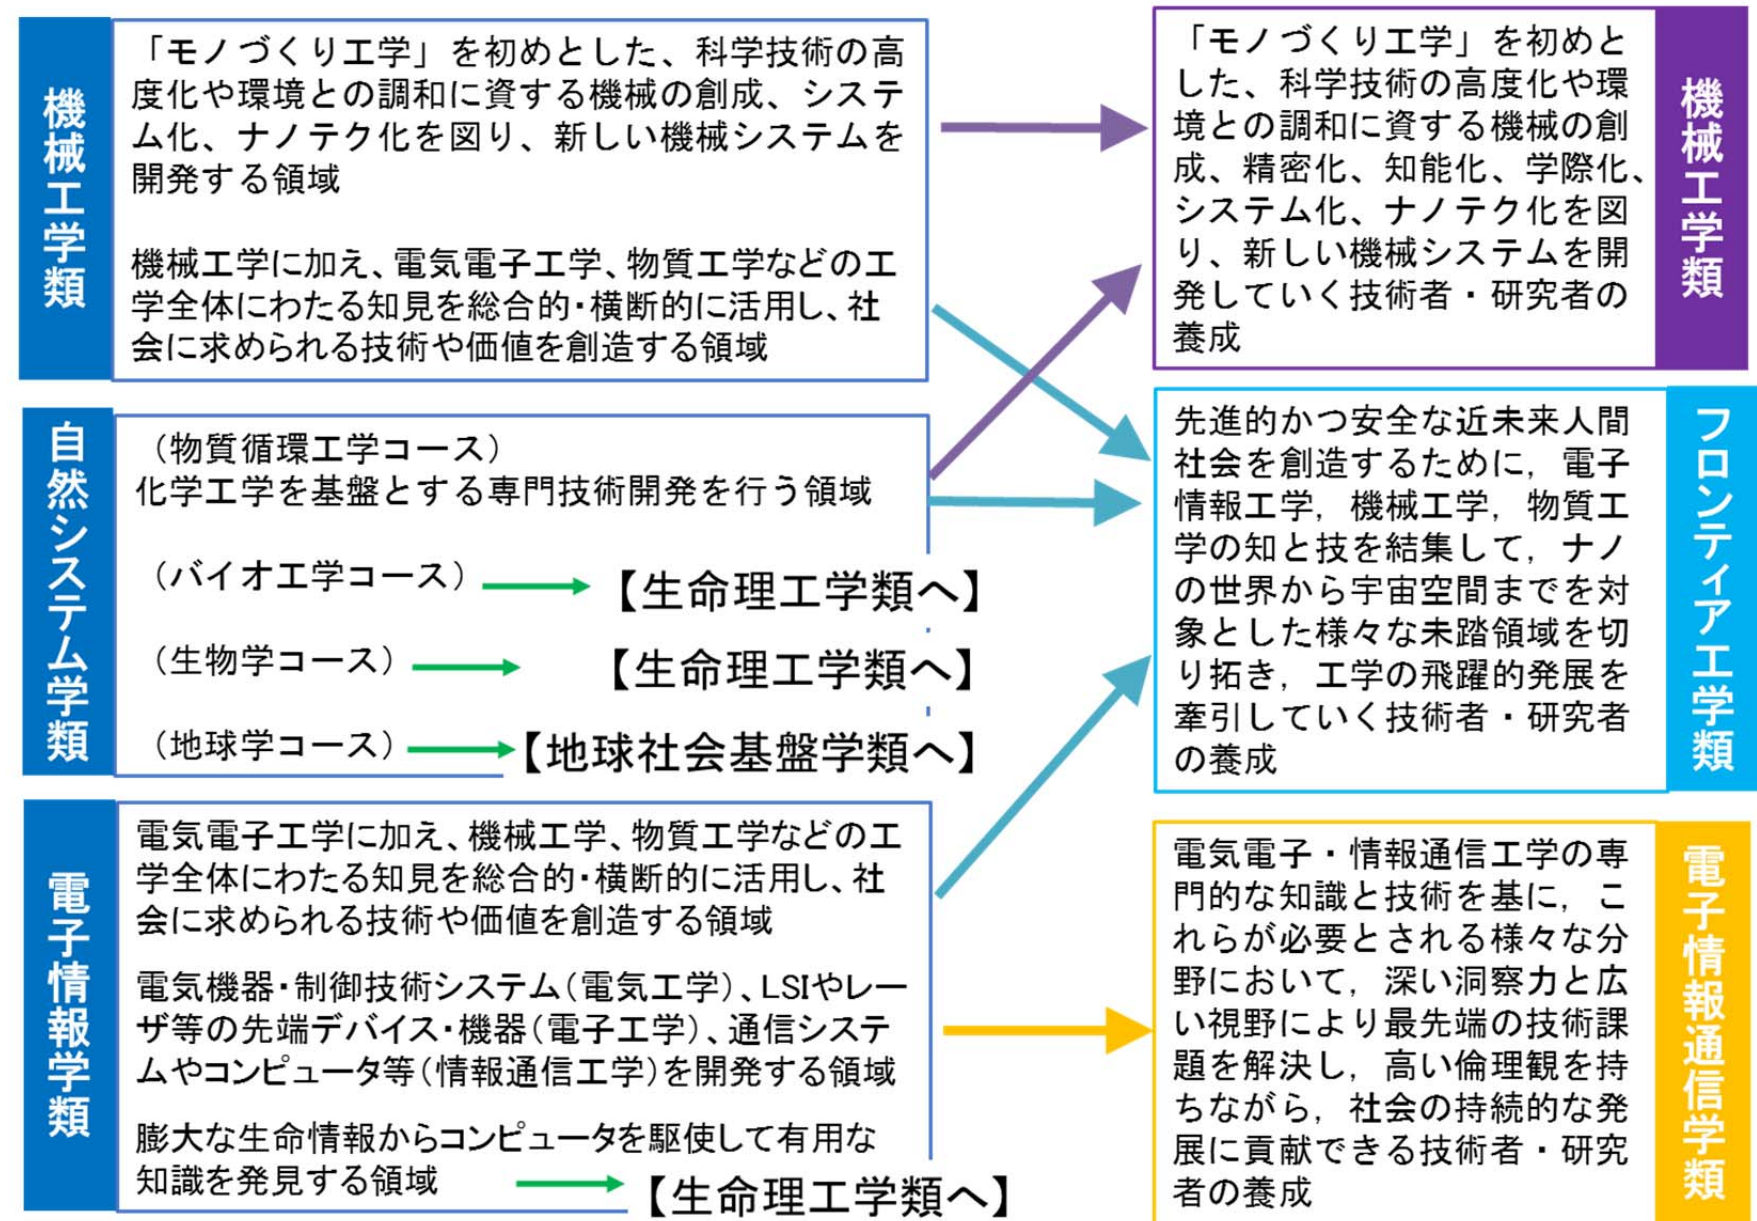 機械工学類
「モノづくり工学」を初めとした、科学技術の高
度化や環境との調和に資する機械の創成、システ
ム化、ナノテク化を図り、新しい機械システムを
開発する領域
機械工学に加え、電気電子工学、物質工学などの工
学全体にわたる知見を総合的・横断的に活用し、社
会に求められる技術や価値を創造する領域
自然システム学類
（物質循環工学コース）
化学工学を基盤とする専門技術開発を行う領域
（バイオ工学コース）
【生命理工学類へ】
（生物学コース）
【生命理工学類へ】
（地球学コース）
【地球社会基盤学類へ】
電子情報学類
電気電子工学に加え、機械工学、物質工学などの工
学全体にわたる知見を総合的・横断的に活用し、社
会に求められる技術や価値を創造する領域
電気機器・制御技術システム（電気工学）、LSIやレー
ザ等の先端デバイス・機器（電子工学）、通信システ
ムやコンピュータ等（情報通信工学）を開発する領域
膨大な生命情報からコンピュータを駆使して有用な
知識を発見する領域
【生命理工学類へ】
「モノづくり工学」を初めと
した、科学技術の高度化や環
境との調和に資する機械の創
成、精密化、知能化、学際化、
システム化、ナノテク化を図
り、新しい機械システムを開
発していく技術者・研究者の
養成
機械工学類
先進的かつ安全な近未来人間
社会を創造するために，電子
情報工学，機械工学，物質工
学の知と技を結集して，ナノ
の世界から宇宙空間までを対
象とした様々な未踏領域を切
り拓き，工学の飛躍的発展を
牽引していく技術者・研究者
の養成
フロンティア工学類
電気電子・情報通信工学の専
門的な知識と技術を基に，こ
れらが必要とされる様々な分
野において，深い洞察力と広
い視野により最先端の技術課
題を解決し，高い倫理観を持
ちながら，社会の持続的な発
展に貢献できる技術者・研究
者の養成
電子情報通信学類